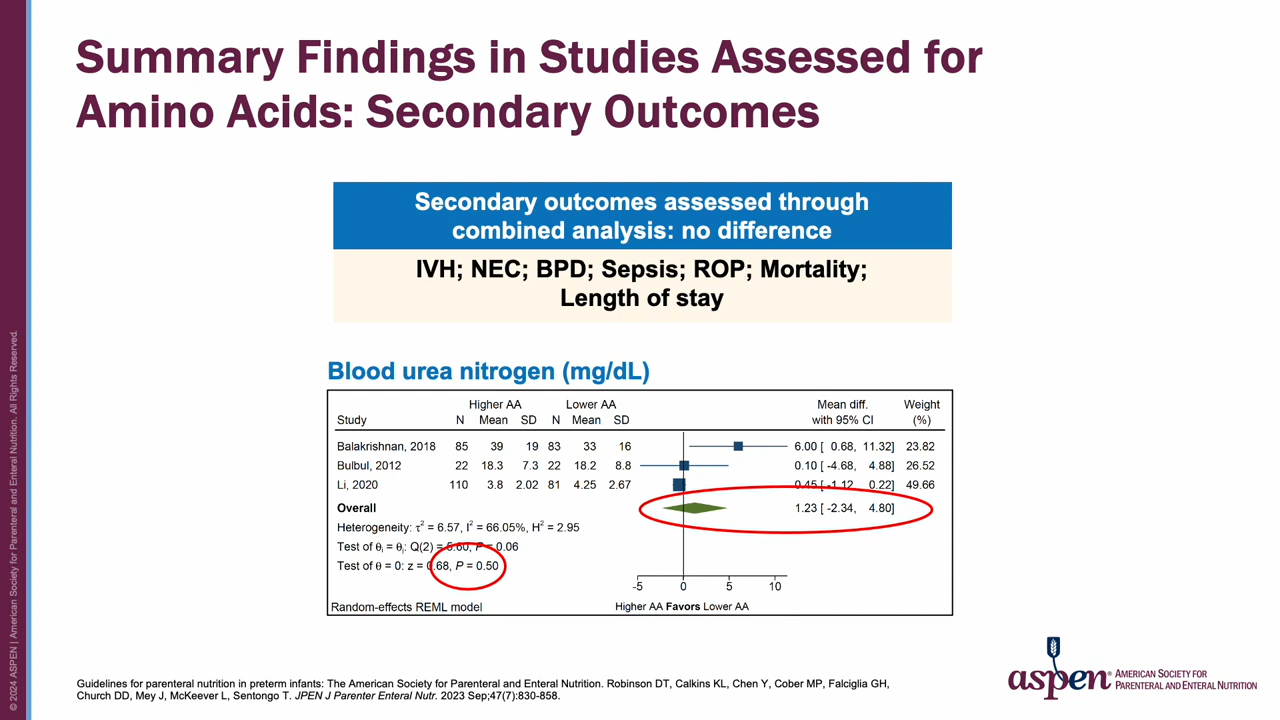 Summary Findings in Studies Assessed for
Amino Acids: Secondary Outcomes
Secondary outcomes assessed through
combined analysis: no difference
IVH; NEC; BPD; Sepsis; ROP; Mortality;
Length of stay
Blood urea nitrogen (mg/dL)
Higher AA Lower AA Mean diff. Weight
Study N Mean SD N Mean SD with 95% CI (%)
Balakrishnan, 2018 85 39 19 83 33 16 6.00 [ 0.68, 11.32] 23.82
Bulbul, 2012 22 18.3 7.3 22 18.2 8.8 0.10 [ -4.68, 4.88] 26.52
Li, 2020 110 3.8 2.02 81 4.25 2.67 0.45 [ -1.12, 0.22] 49.66
Overall 1.23 [ -2.34, 4.80]
Heterogeneity: τ² = 6.57, I² = 66.05%, H² = 2.95
Test of θᵢ = θⱼ: Q(2) = 5.60, P = 0.06
Test of θ = 0: z = 0.68, P = 0.50
-5 0 5 10
Random-effects REML model Higher AA Favors Lower AA
Guidelines for parenteral nutrition in preterm infants: The American Society for Parenteral and Enteral Nutrition. Robinson DT, Calkins KL, Chen Y, Cober MP, Falciglia GH,
Church DD, Mey J, McKeever L, Sentongo T. JPEN J Parenter Enteral Nutr. 2023 Sep;47(7):830-858.
aspen® AMERICAN SOCIETY FOR
PARENTERAL AND ENTERAL NUTRITION
© 2024 ASPEN | American Society for Parenteral and Enteral Nutrition. All Rights Reserved.